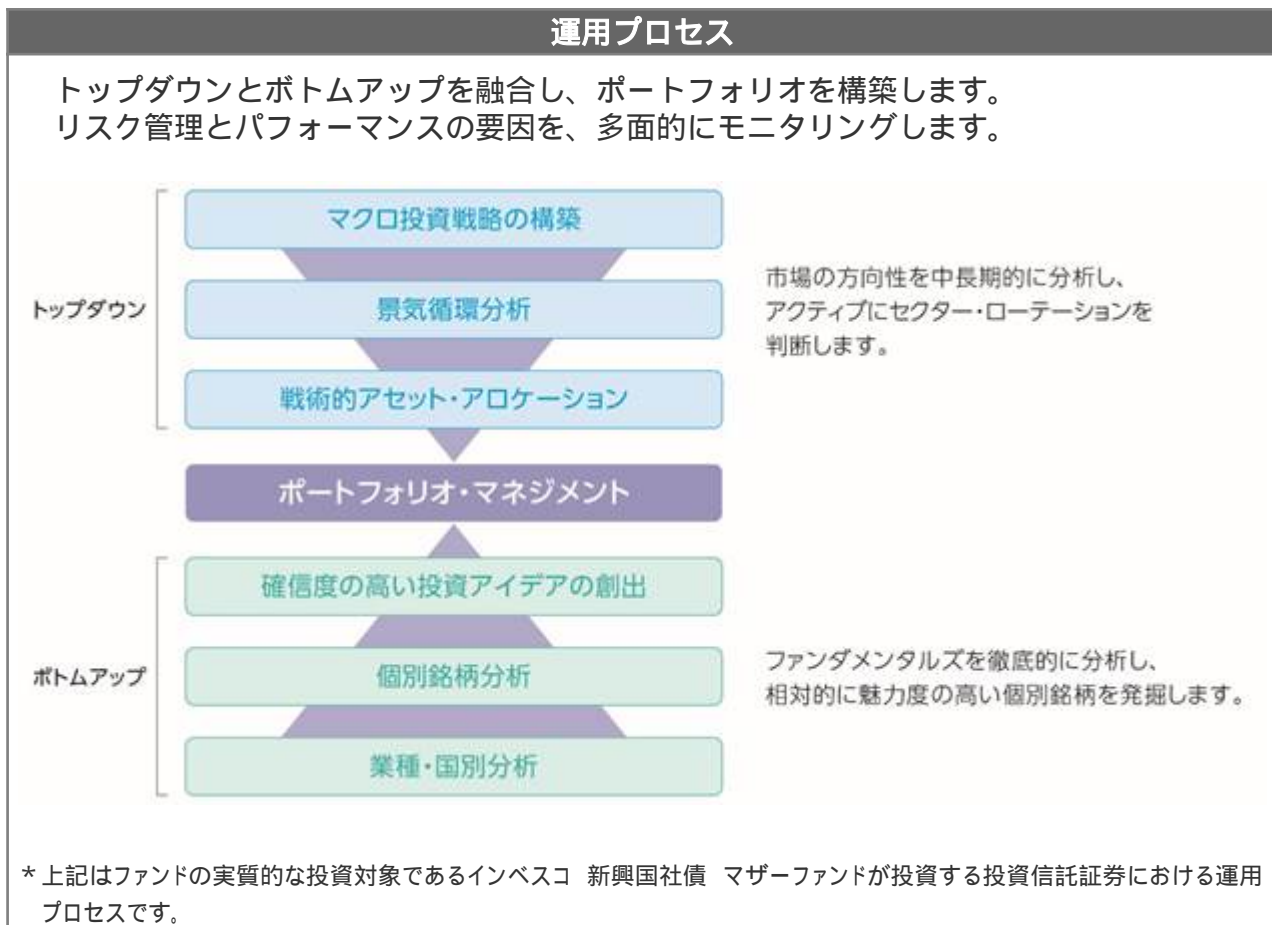 運用プロセス
トップダウンとボトムアップを融合し、ポートフォリオを構築します。
リスク管理とパフォーマンスの要因を、多面的にモニタリングします。
トップダウン
マクロ投資戦略の構築
景気循環分析
戦術的アセット・アロケーション
市場の方向性を中長期的に分析し、
アクティブにセクター・ローテーションを
判断します。
ポートフォリオ・マネジメント
ボトムアップ
確信度の高い投資アイデアの創出
個別銘柄分析
業種・国別分析
ファンダメンタルズを徹底的に分析し、
相対的に魅力度の高い個別銘柄を発掘します。
*上記はファンドの実質的な投資対象であるインベスコ 新興国社債 マザーファンドが投資する投資信託証券における運用
プロセスです。